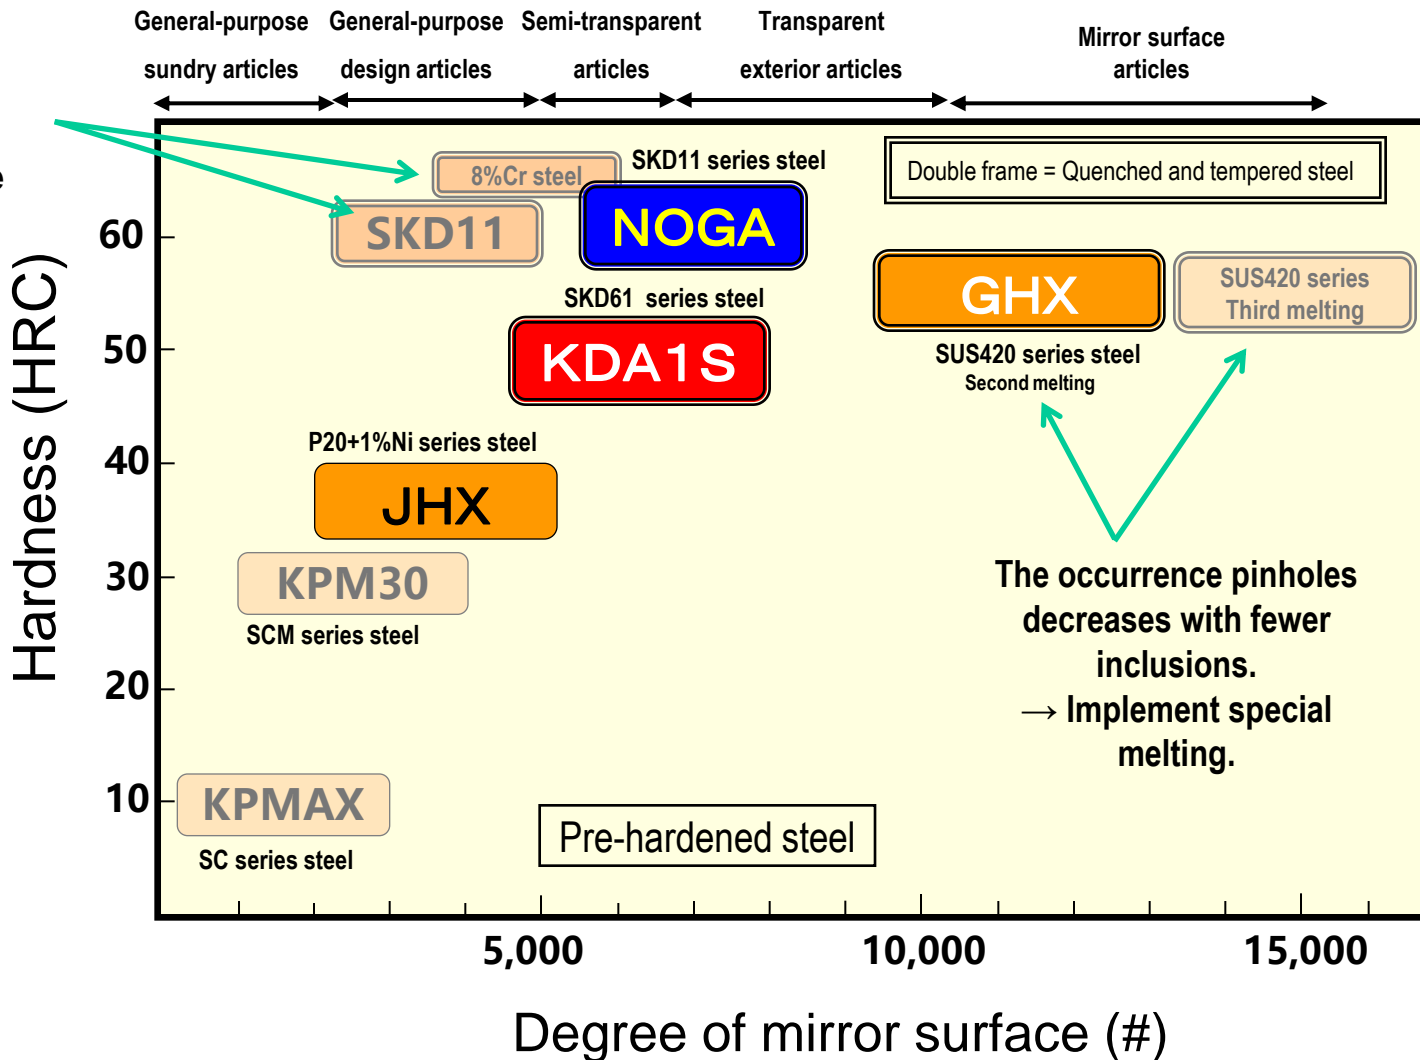 General-purpose
sundry articles
General-purpose
design articles
Semi-transparent
articles
Transparent
exterior articles
Mirror surface
articles
e
8%Cr steel
SKD11 series steel
Double frame = Quenched and tempered steel
SKD11
NOGA
60
SKD61 series steel
GHX
SUS420 series
Third melting
KDA1S
50
SUS420 series steel
Second melting
P20+1%Ni series steel
40
JHX
Hardness (HRC)
KPM30
30
SCM series steel
The occurrence pinholes
decreases with fewer
inclusions.
→ Implement special
melting.
20
10
KPMAX
SC series steel
Pre-hardened steel
5,000
10,000
15,000
Degree of mirror surface (#)